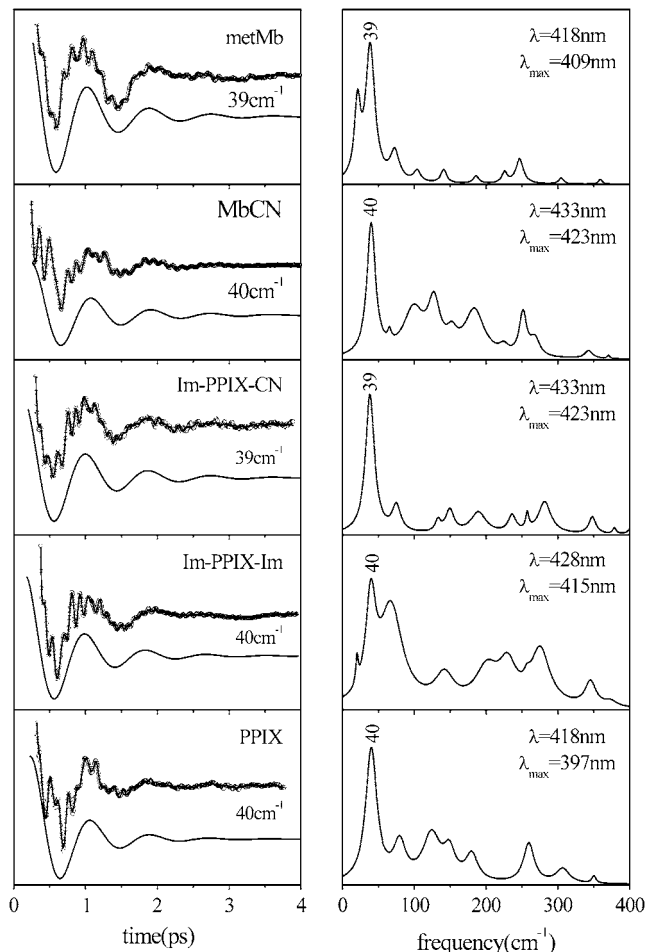 metMb
39cm⁻¹
39
λ=418nm
λmax=409nm
MbCN
40cm⁻¹
40
λ=433nm
λmax=423nm
Im-PPIX-CN
39cm⁻¹
39
λ=433nm
λmax=423nm
Im-PPIX-Im
40cm⁻¹
40
λ=428nm
λmax=415nm
PPIX
40cm⁻¹
40
λ=418nm
λmax=397nm
0 1 2 3 4
time(ps)
0 100 200 300 400
frequency(cm⁻¹)